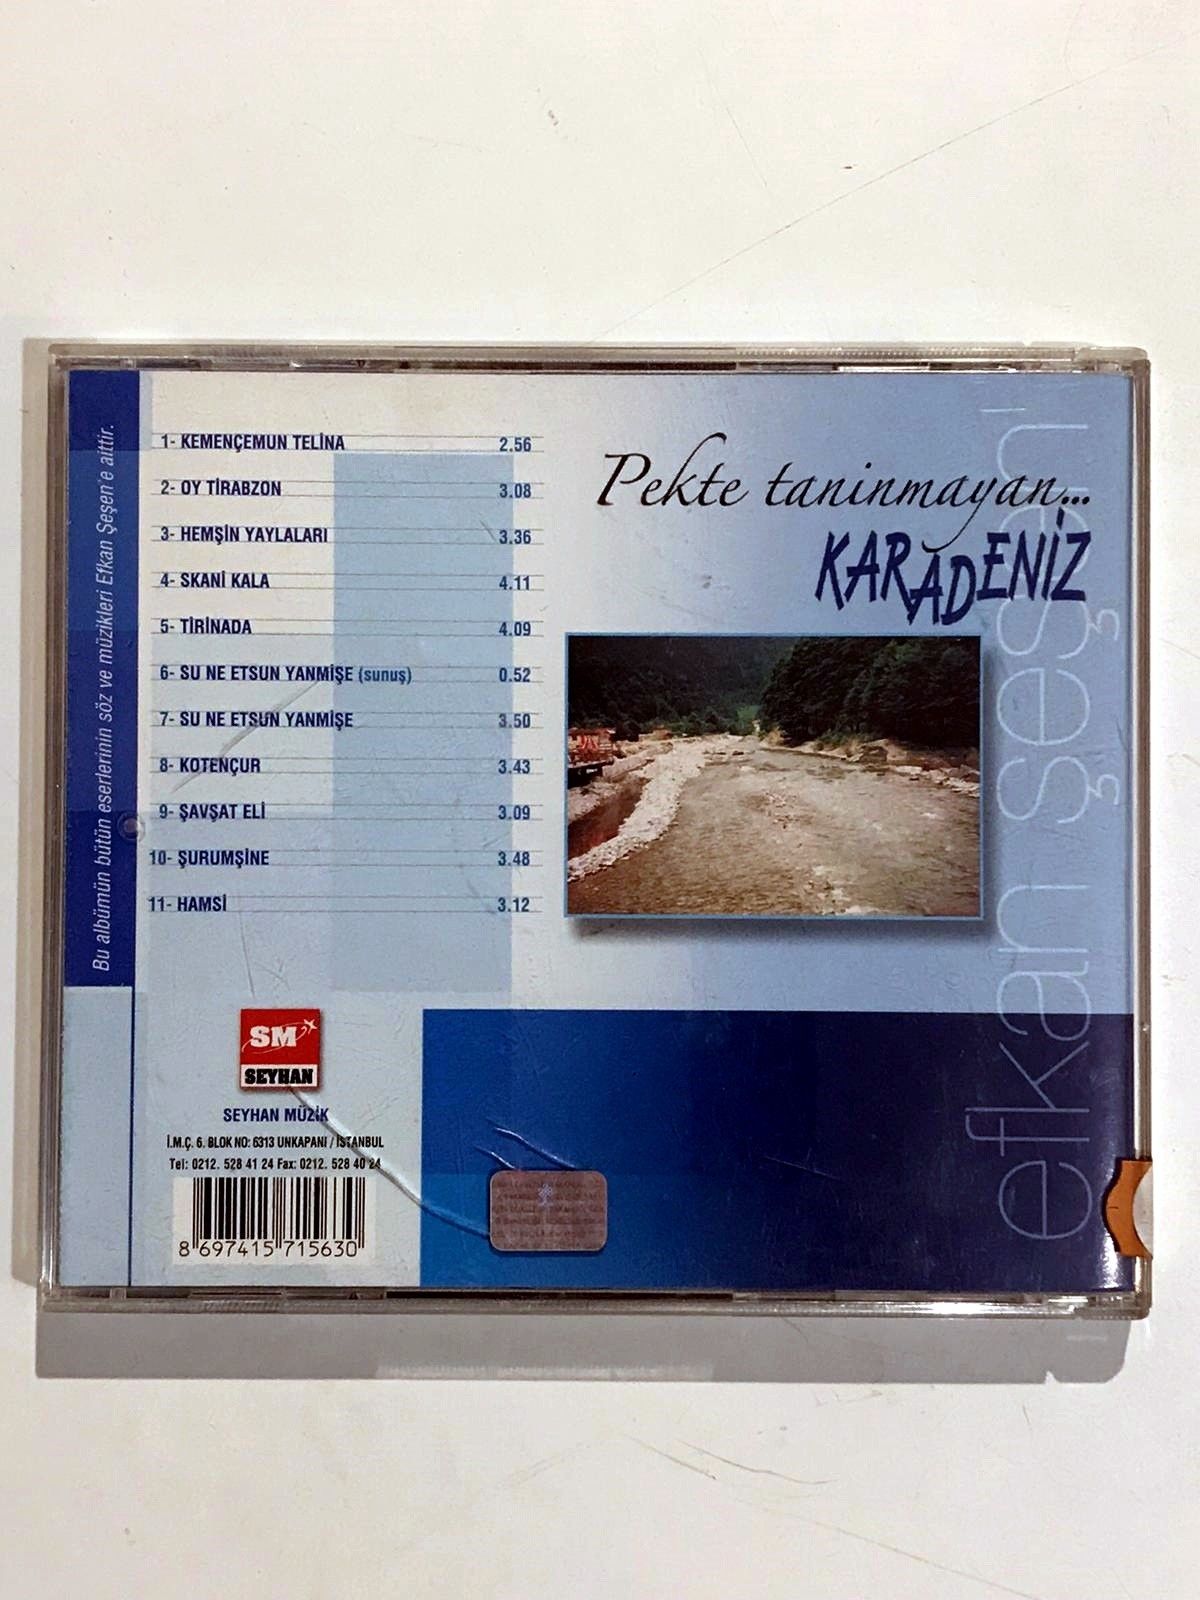 Bu albümün bütün eserlerinin söz ve müzikleri Efkan Şeşen'e aittir.
1- KEMENÇEMUN TELİNA 2.56
2- OY TİRABZON 3.08
3- HEMŞİN YAYLALARI 3.36
4- SKANİ KALA 4.11
5- TİRİNADA 4.09
6- SU NE ETSUN YANMİŞE (sunuş) 0.52
7- SU NE ETSUN YANMİŞE 3.50
8- KOTENÇUR 3.43
9- ŞAVŞAT ELİ 3.09
10- ŞURUMŞİNE 3.48
11- HAMSİ 3.12
Pekte tanınmayan...
KARADENİZ
efkan şeşen
SM
SEYHAN
SEYHAN MÜZİK
İ.M.Ç. 6. BLOK NO: 6313 UNKAPANI / İSTANBUL
Tel: 0212. 528 41 24 Fax: 0212. 528 40 24
8 697415 715630